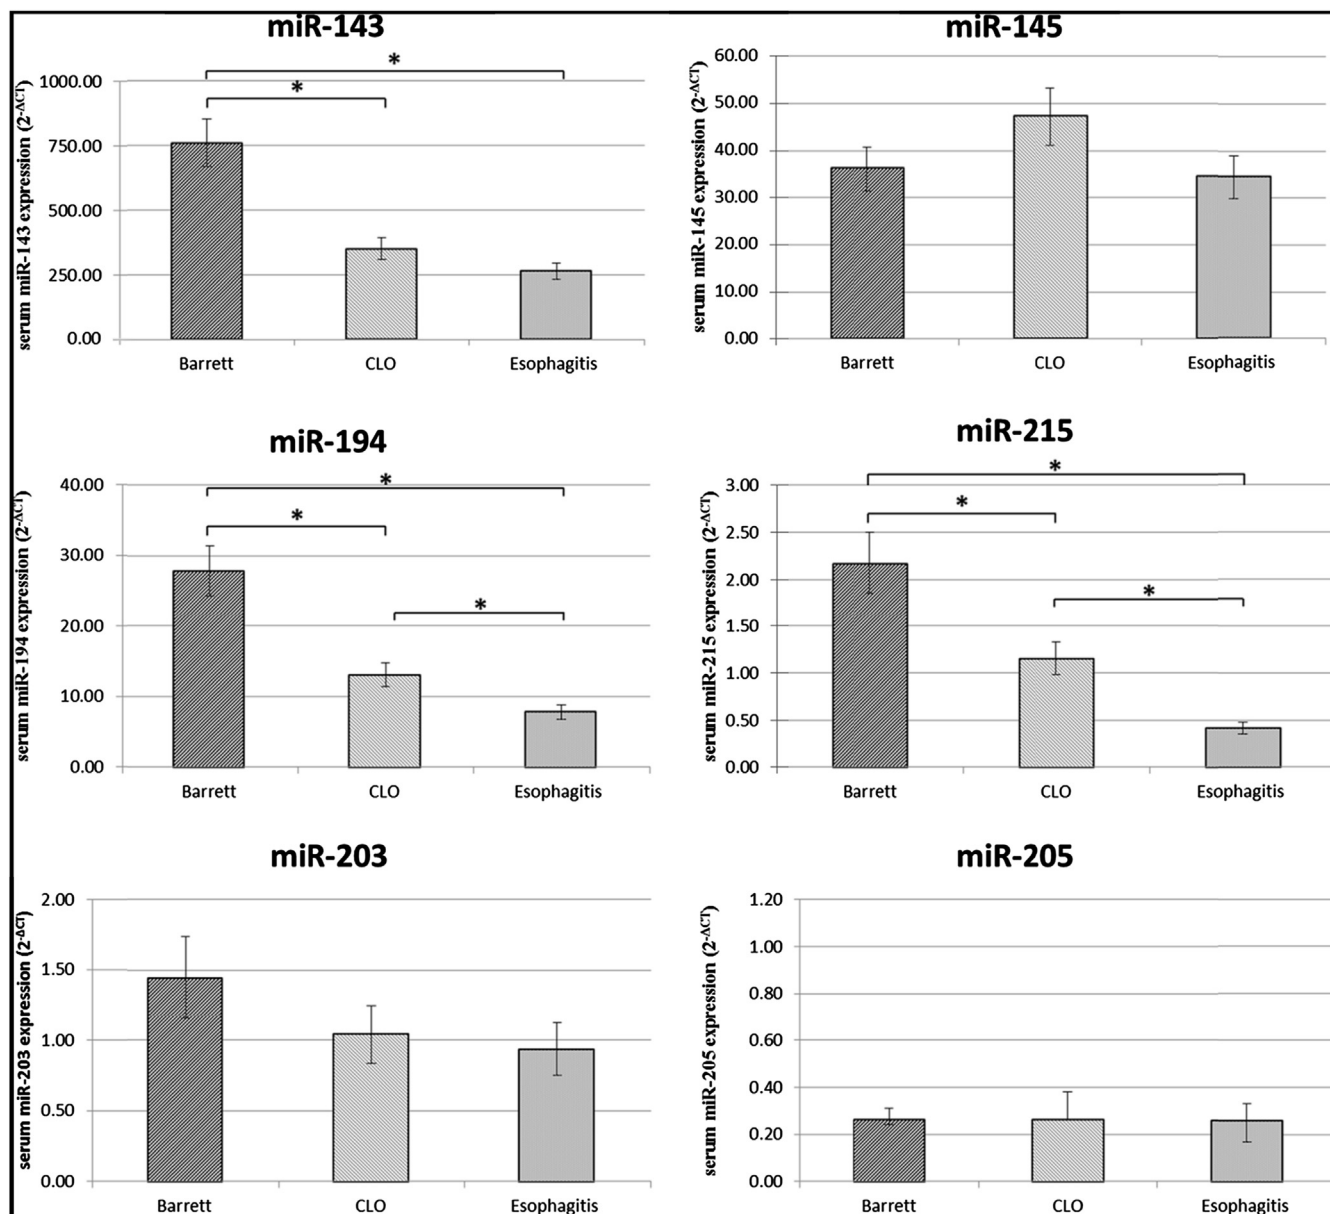 miR-143
serum miR-143 expression (2-ΔCT)
1000.00
750.00
500.00
250.00
0.00
*
*
Barrett CLO Esophagitis
miR-145
serum miR-145 expression (2-ΔCT)
60.00
50.00
40.00
30.00
20.00
10.00
0.00
Barrett CLO Esophagitis
miR-194
serum miR-194 expression (2-ΔCT)
40.00
30.00
20.00
10.00
0.00
*
*
*
Barrett CLO Esophagitis
miR-215
serum miR-215 expression (2-ΔCT)
3.00
2.50
2.00
1.50
1.00
0.50
0.00
*
*
*
Barrett CLO Esophagitis
miR-203
serum miR-203 expression (2-ΔCT)
2.00
1.50
1.00
0.50
0.00
Barrett CLO Esophagitis
miR-205
serum miR-205 expression (2-ΔCT)
1.20
1.00
0.80
0.60
0.40
0.20
0.00
Barrett CLO Esophagitis